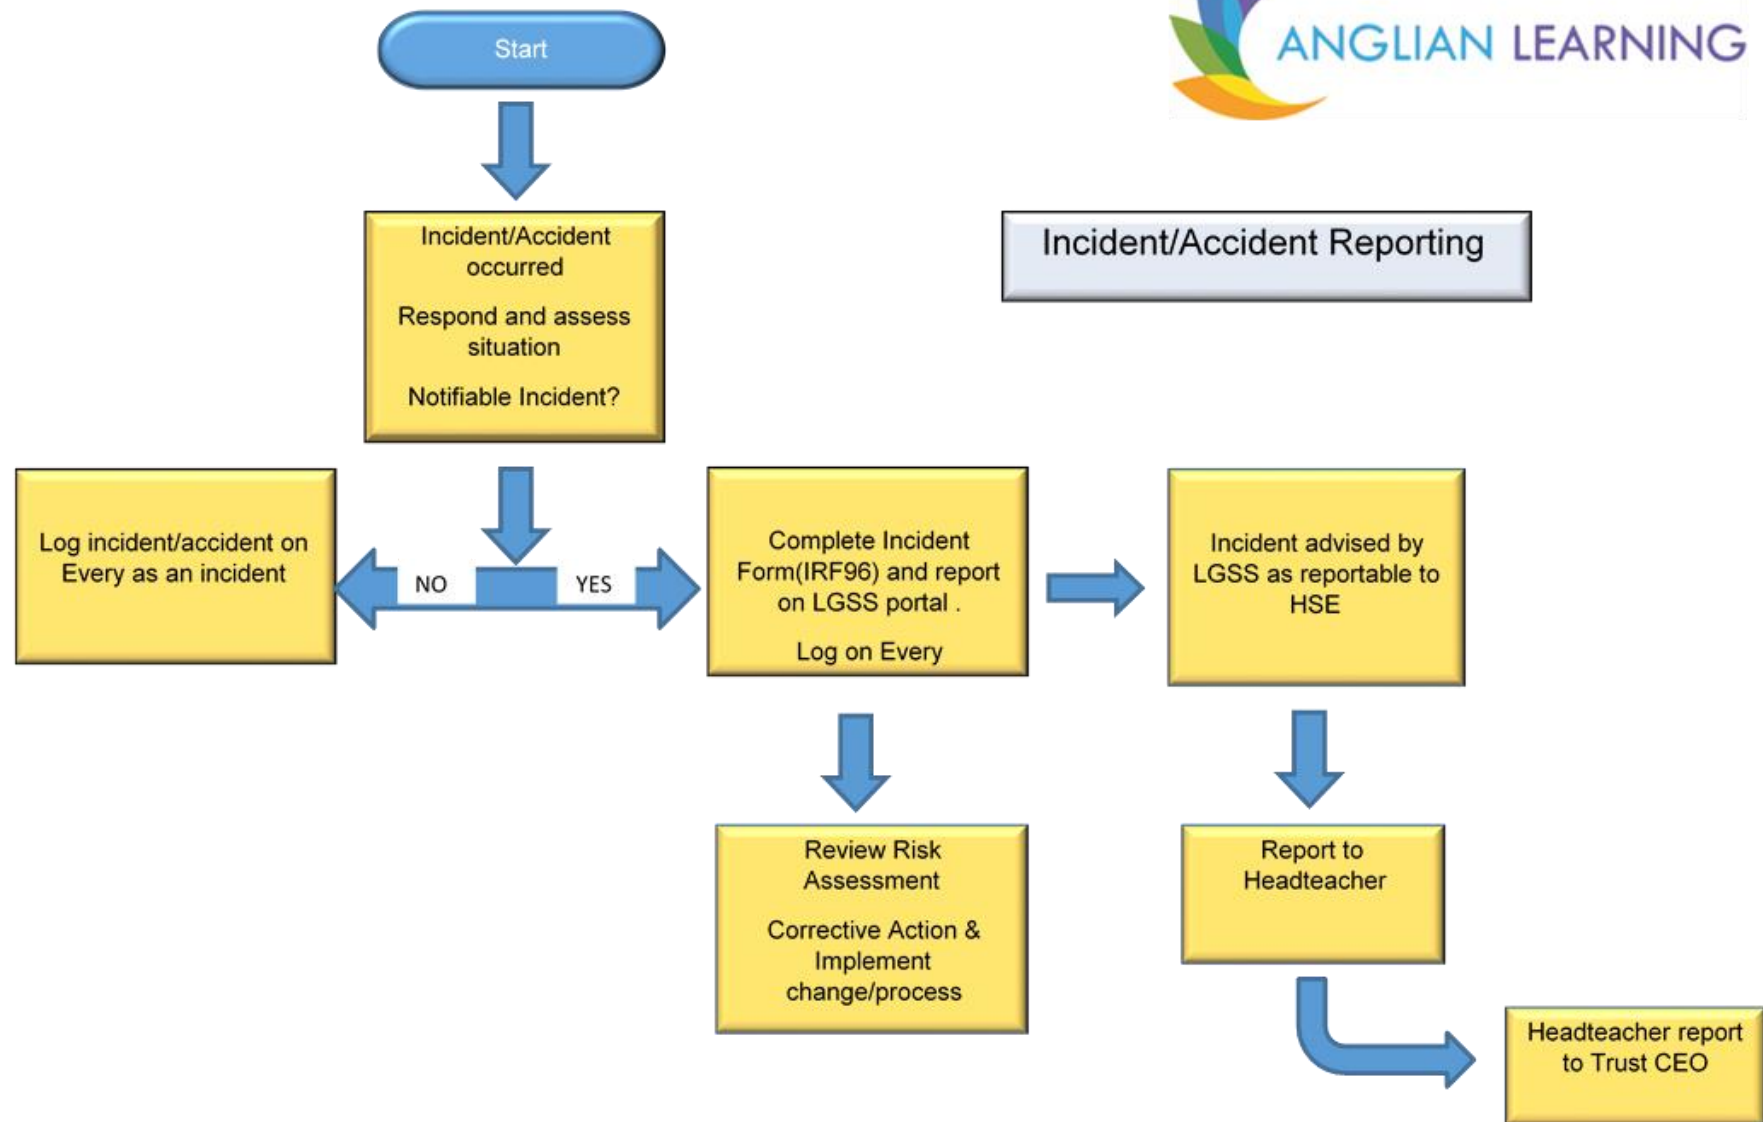 Start
ANGLIAN LEARNING
Incident/Accident
occurred
Respond and assess
situation
Notifiable Incident?
Incident/Accident Reporting
Log incident/accident on
Every as an incident
NO
YES
Complete Incident
Form(IRF96) and report
on LGSS portal .
Log on Every
Incident advised by
LGSS as reportable to
HSE
Review Risk
Assessment
Corrective Action &
Implement
change/process
Report to
Headteacher
Headteacher report
to Trust CEO